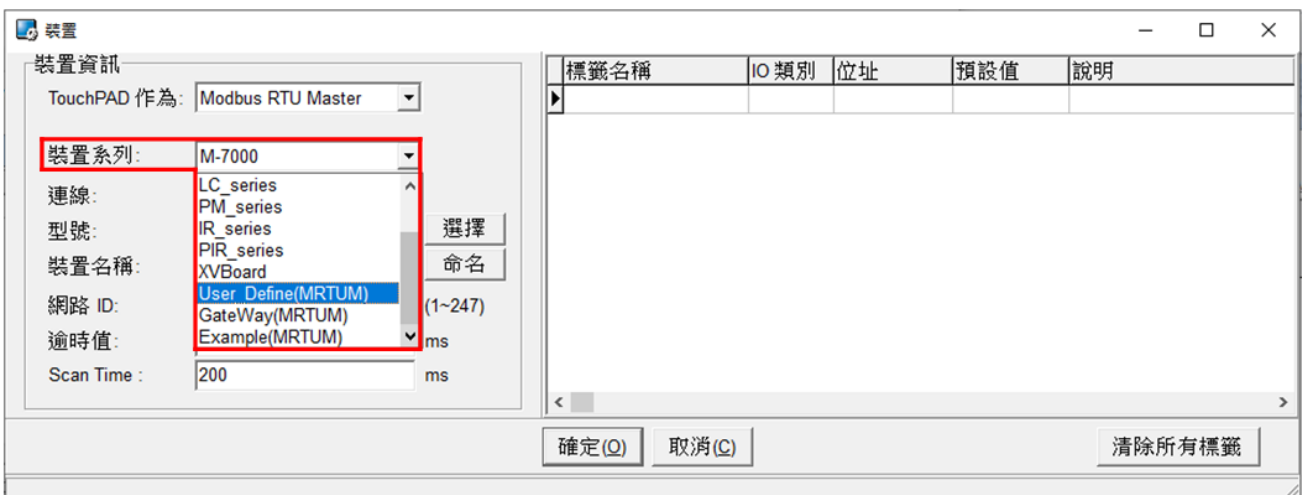 裝置
裝置資訊
TouchPAD 作為: Modbus RTU Master
裝置系列: M-7000
LC_series
PM_series
IR_series
PIR_series
XVBoard
User_Define(MRTUM)
GateWay(MRTUM)
Example(MRTUM)
連線:
型號: 選擇
裝置名稱: 命名
網路 ID: (1~247)
逾時值: ms
Scan Time : 200 ms
標籤名稱 IO 類別 位址 預設值 說明
確定(O) 取消(C) 清除所有標籤